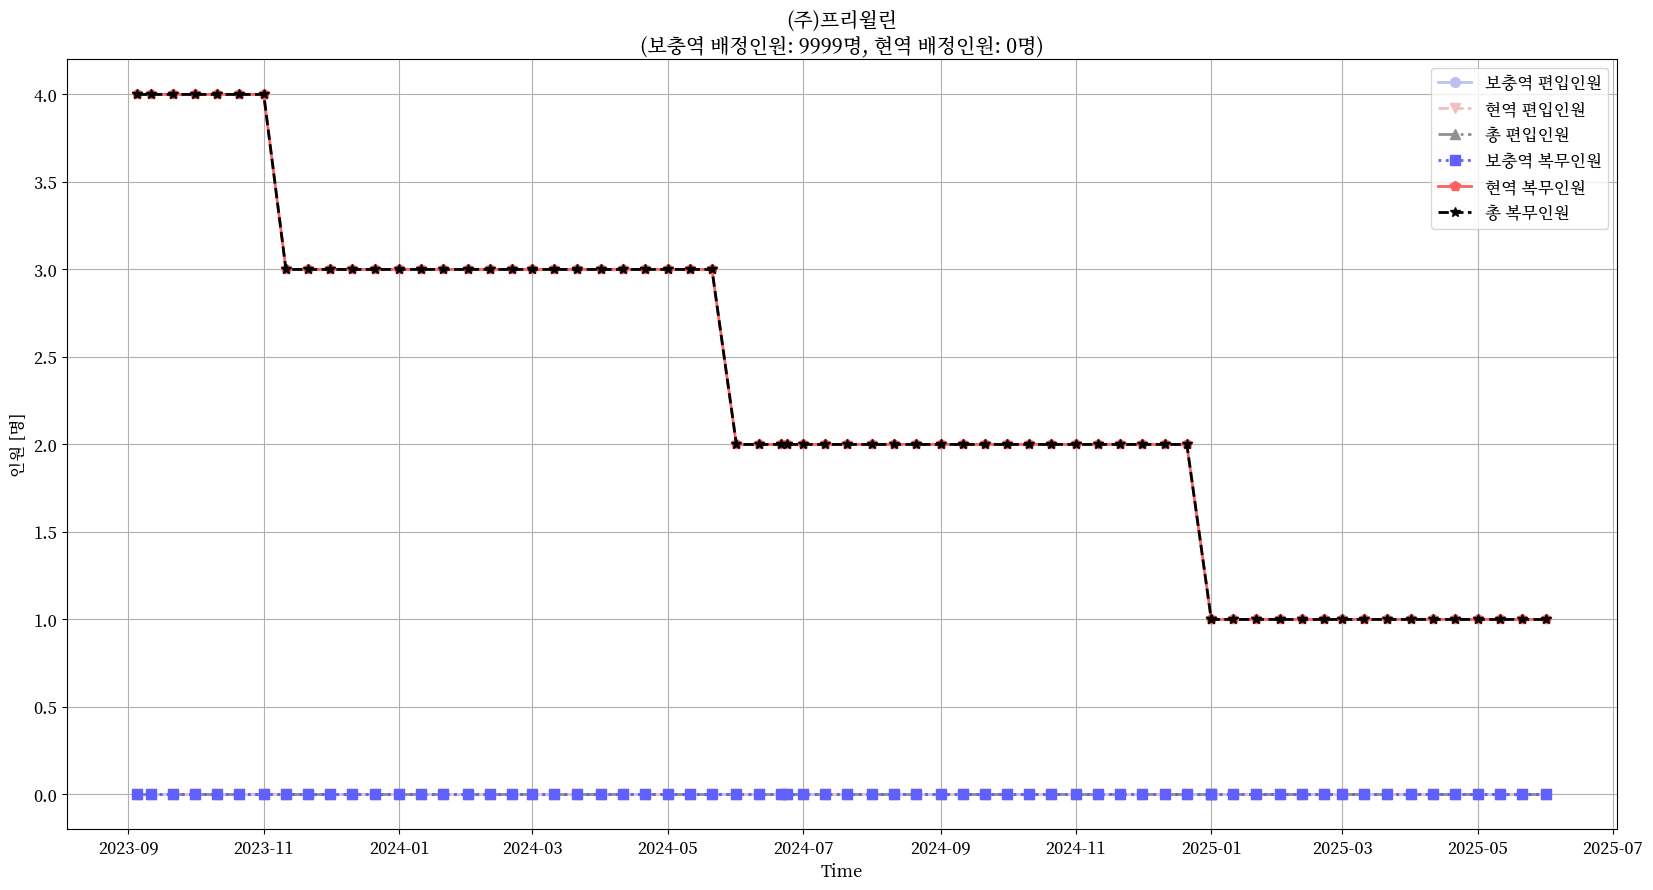 (주)프리윌린
(보충역 배정인원: 9999명, 현역 배정인원: 0명)
4.0
3.5
3.0
2.5
2.0
1.5
1.0
0.5
0.0
인원 [명]
보충역 편입인원
현역 편입인원
총 편입인원
보충역 복무인원
현역 복무인원
총 복무인원
2023-09
2023-11
2024-01
2024-03
2024-05
2024-07
2024-09
2024-11
2025-01
2025-03
2025-05
2025-07
Time